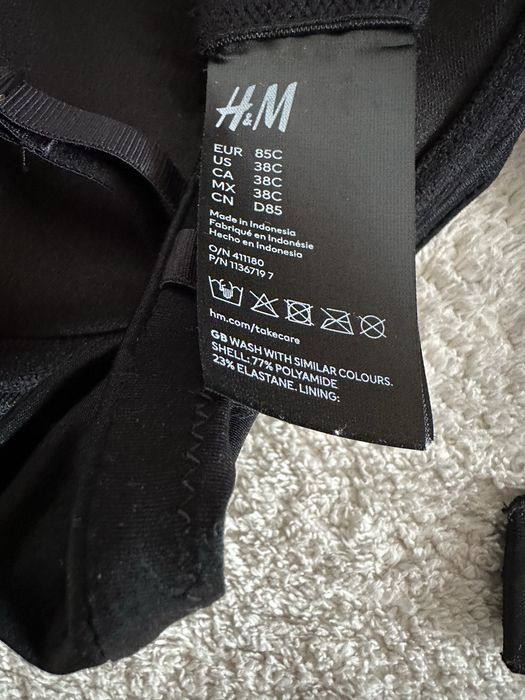 H&M
EUR 85C
US 38C
CA 38C
MX 38C
CN D85
Made in Indonesia
Fabriqué en Indonésie
Hecho en Indonesia
O/N 411180
P/N 1136719 7
hm.com/takecare
GB WASH WITH SIMILAR COLOURS.
SHELL: 77% POLYAMIDE
23% ELASTANE. LINING: